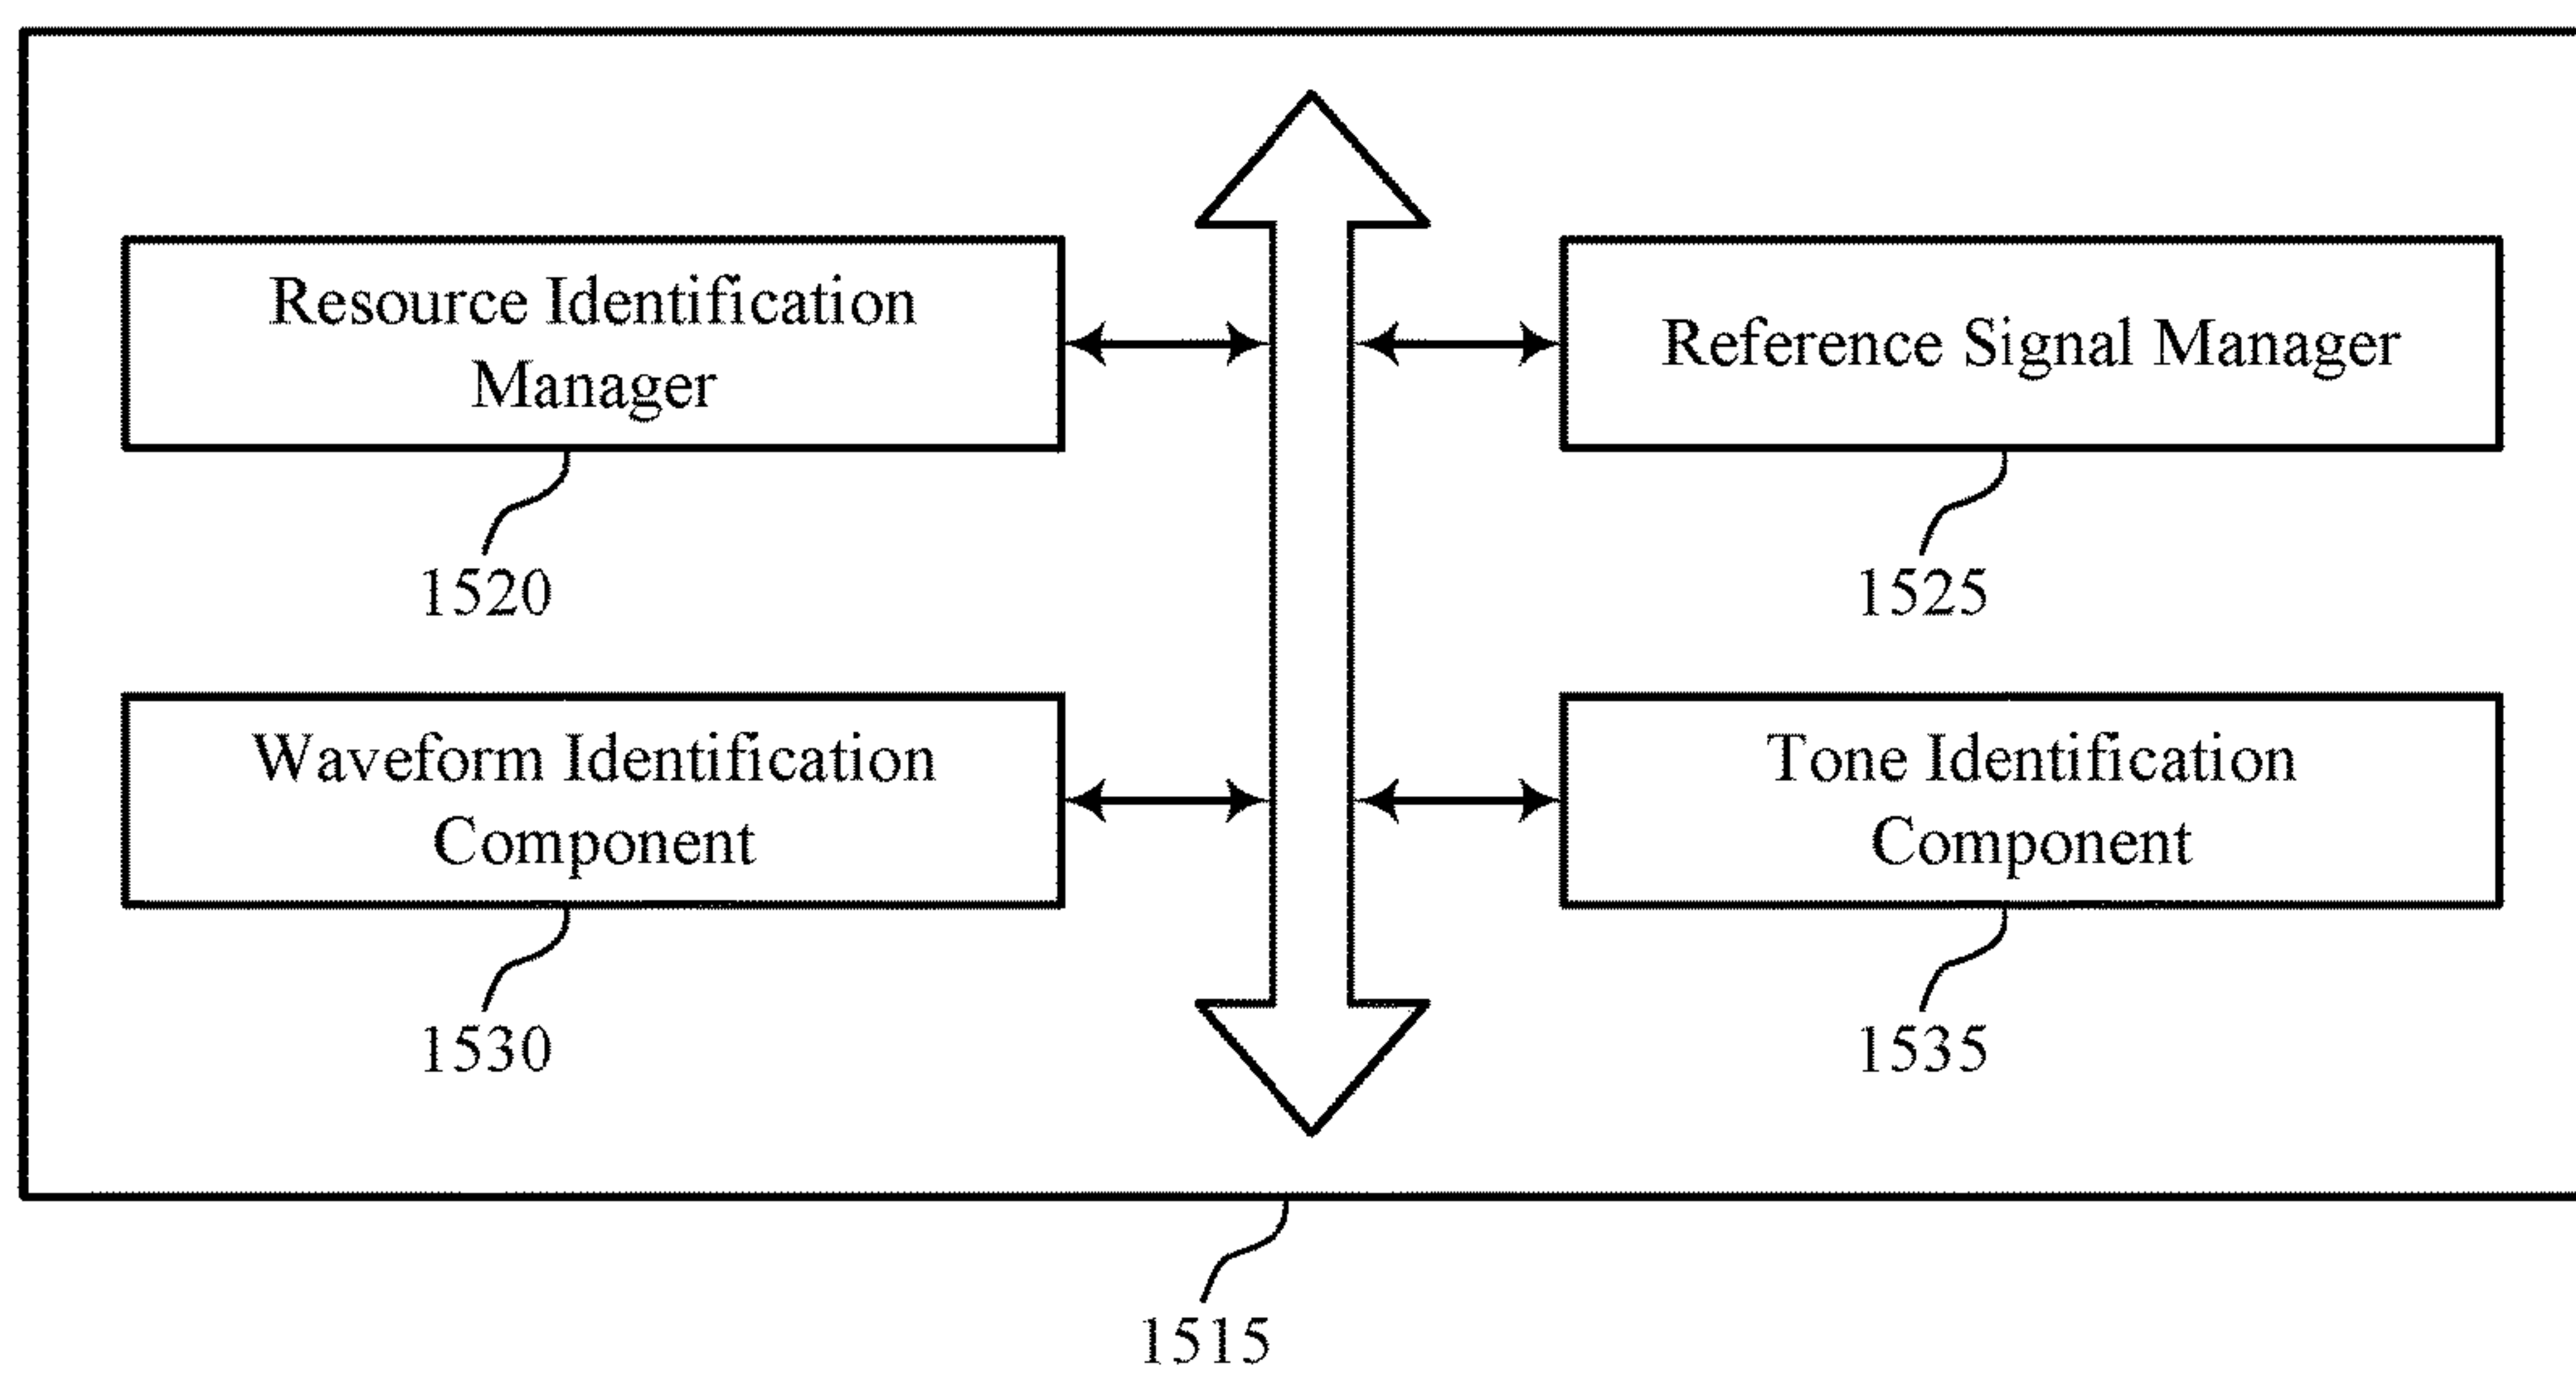 Resource Identification
Manager
Reference Signal Manager
1520
1525
Waveform Identification
Component
Tone Identification
Component
1530
1535
1515